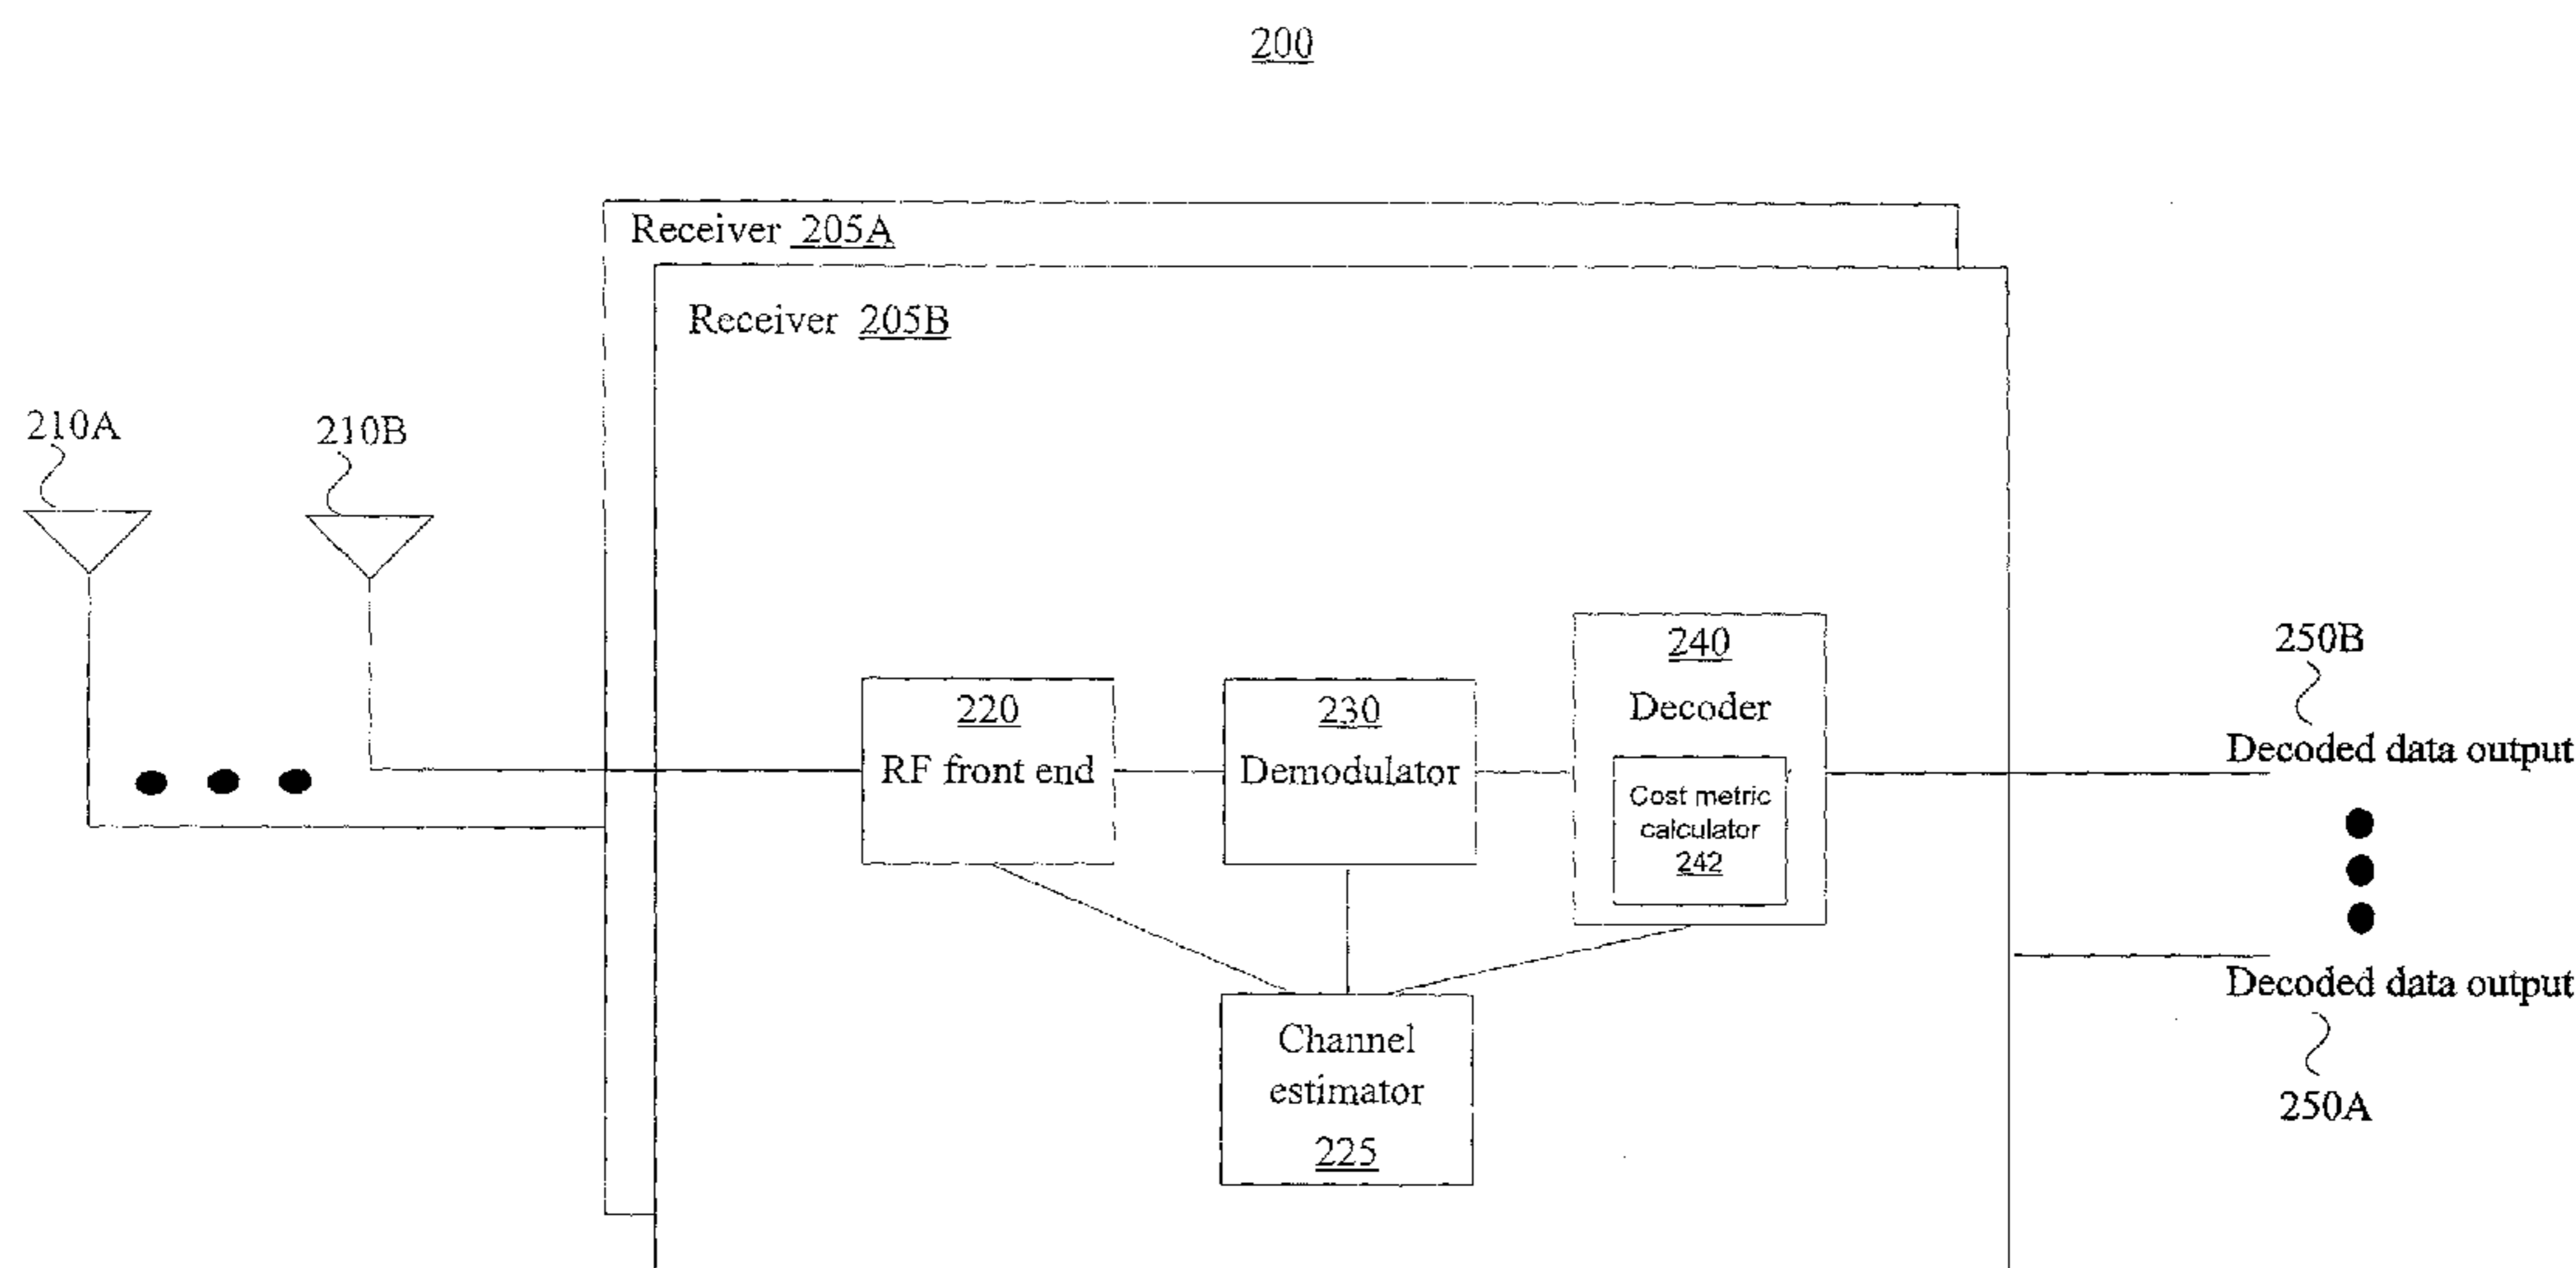 200
Receiver 205A
Receiver 205B
210A
210B
220
RF front end
230
Demodulator
240
Decoder
Cost metric
calculator
242
Channel
estimator
225
250B
Decoded data output
Decoded data output
250A